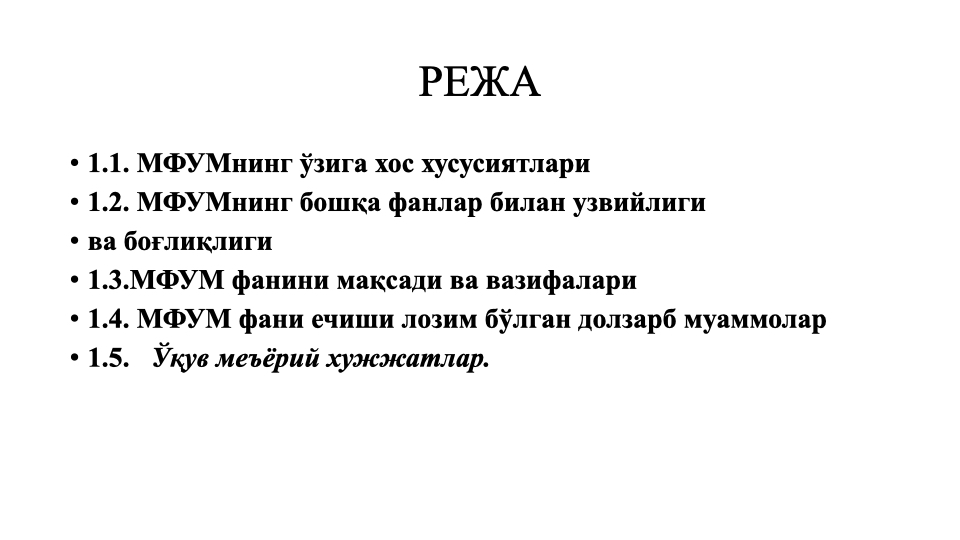 РЕЖА
• 1.1. МФУМнинг ўзига хос хусусиятлари
• 1.2. МФУМнинг бошқа фанлар билан узвийлиги
• ва боғлиқлиги
• 1.3.МФУМ фанини мақсади ва вазифалари
• 1.4. МФУМ фани ечиши лозим бўлган долзарб муаммолар
• 1.5. Ўқув меъёрий хужжатлар.